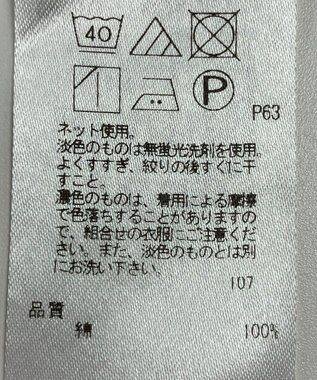 40
P
P63
ネット使用。
淡色のものは無蛍光洗剤を使用。
よくすすぎ、絞りの後すぐに干
すこと。
濃色のものは、着用による摩擦
で色落ちすることがありますの
で、組合せの衣服にご注意くだ
さい。また、淡色のものとは別
にお洗い下さい。
107
品質
綿 100%